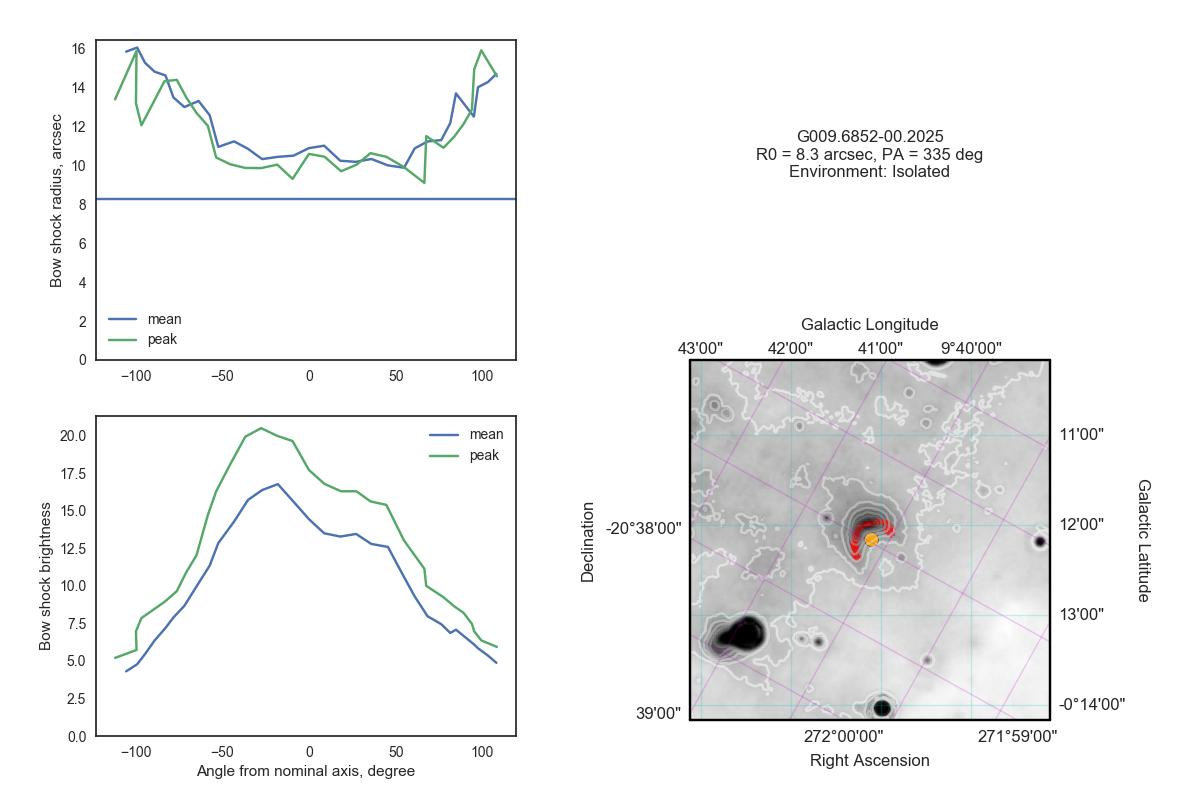 16
14
12
10
8
6
4
2
0
Bow shock radius, arcsec
mean
peak
−100
−50
0
50
100
20.0
17.5
15.0
12.5
10.0
7.5
5.0
2.5
0.0
Bow shock brightness
mean
peak
−100
−50
0
50
100
Angle from nominal axis, degree
G009.6852-00.2025
R0 = 8.3 arcsec, PA = 335 deg
Environment: Isolated
Galactic Longitude
43'00" 42'00" 41'00" 9°40'00"
11'00"
12'00"
13'00"
-0°14'00"
Galactic Latitude
Declination
-20°38'00"
39'00"
272°00'00" 271°59'00"
Right Ascension